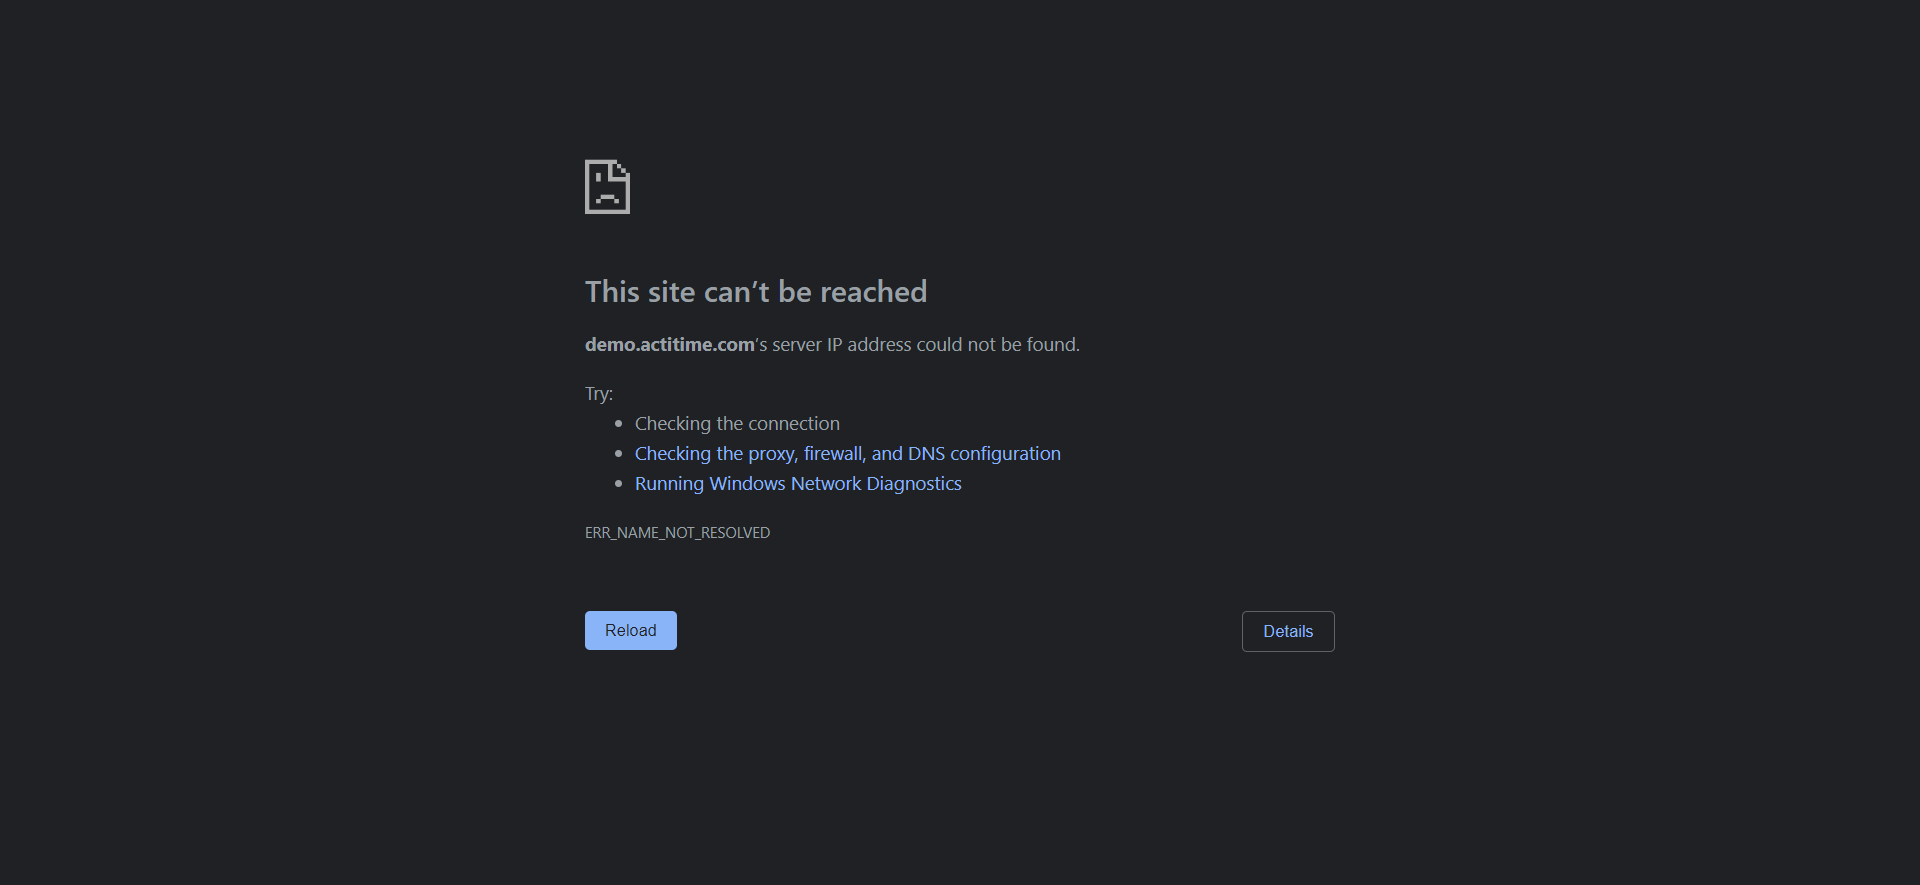 This site can’t be reached
demo.actitime.com's server IP address could not be found.
Try:
Checking the connection
Checking the proxy, firewall, and DNS configuration
Running Windows Network Diagnostics
ERR_NAME_NOT_RESOLVED
Reload
Details